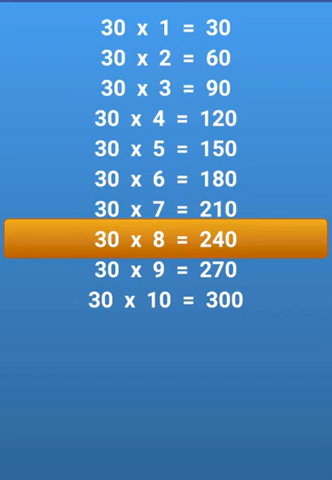 30 x 1 = 30
30 x 2 = 60
30 x 3 = 90
30 x 4 = 120
30 x 5 = 150
30 x 6 = 180
30 x 7 = 210
30 x 8 = 240
30 x 9 = 270
30 x 10 = 300